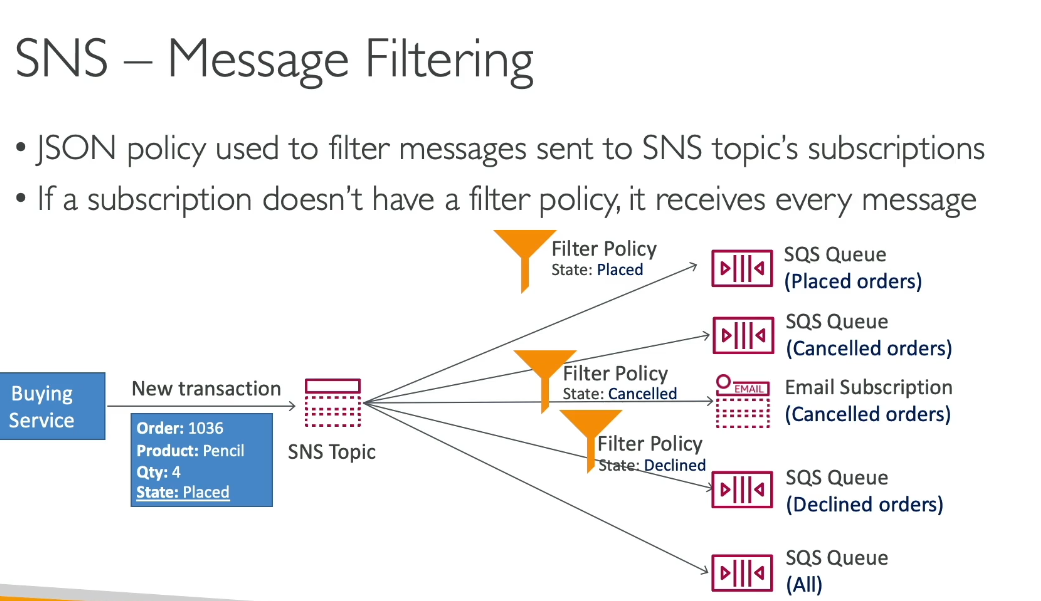 SNS – Message Filtering
• JSON policy used to filter messages sent to SNS topic's subscriptions
• If a subscription doesn't have a filter policy, it receives every message
Filter Policy
State: Placed
SQS Queue
(Placed orders)
SQS Queue
(Cancelled orders)
Filter Policy
State: Cancelled
EMAIL
Email Subscription
(Cancelled orders)
Buying
Service
New transaction
Order: 1036
Product: Pencil
Qty: 4
State: Placed
SNS Topic
Filter Policy
State: Declined
SQS Queue
(Declined orders)
SQS Queue
(All)